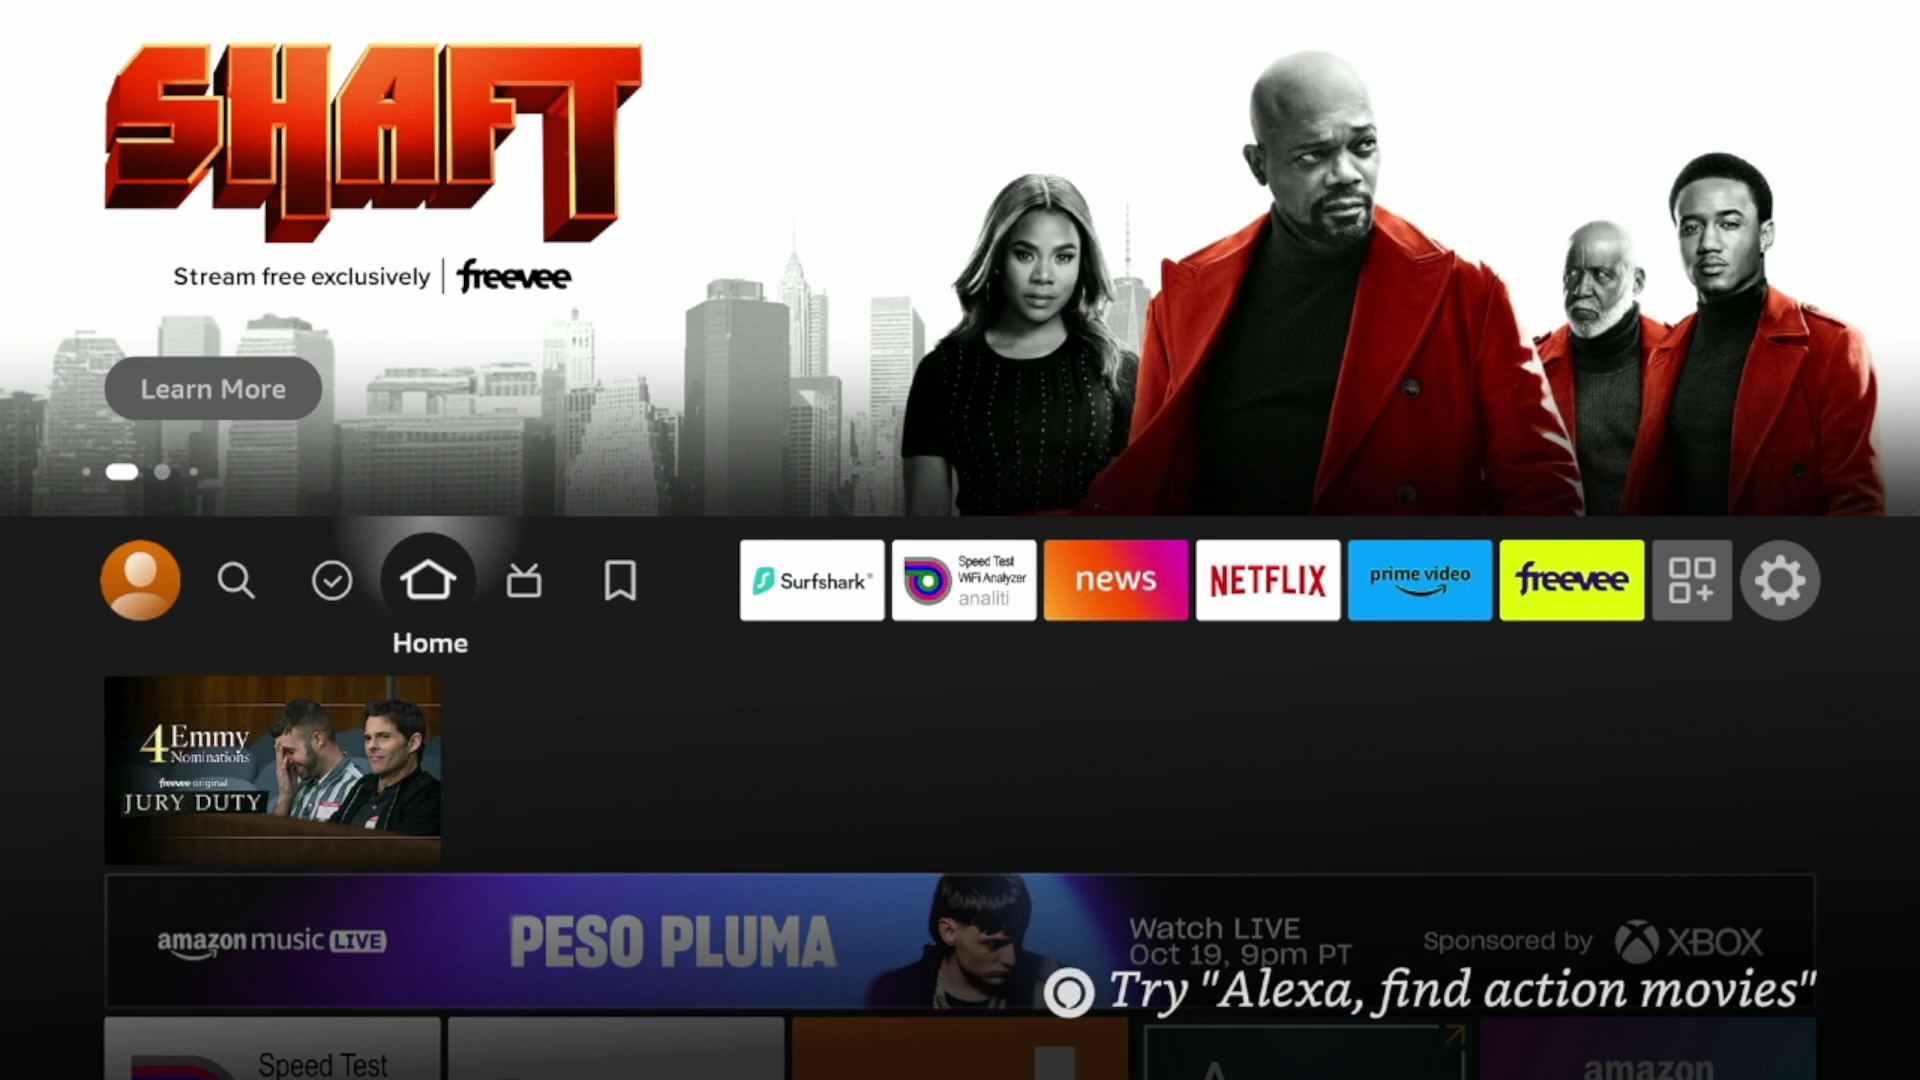 SHAFT
Stream free exclusively | freevee
Learn More
Surfshark®
Speed Test
WiFi Analyzer
analiti
news
NETFLIX
prime video
freevee
Home
4 Emmy
Nominations
freevee original
JURY DUTY
amazon music LIVE
PESO PLUMA
Watch LIVE
Oct 19, 9pm PT
Sponsored by XBOX
Try "Alexa, find action movies"
Speed Test
amazon